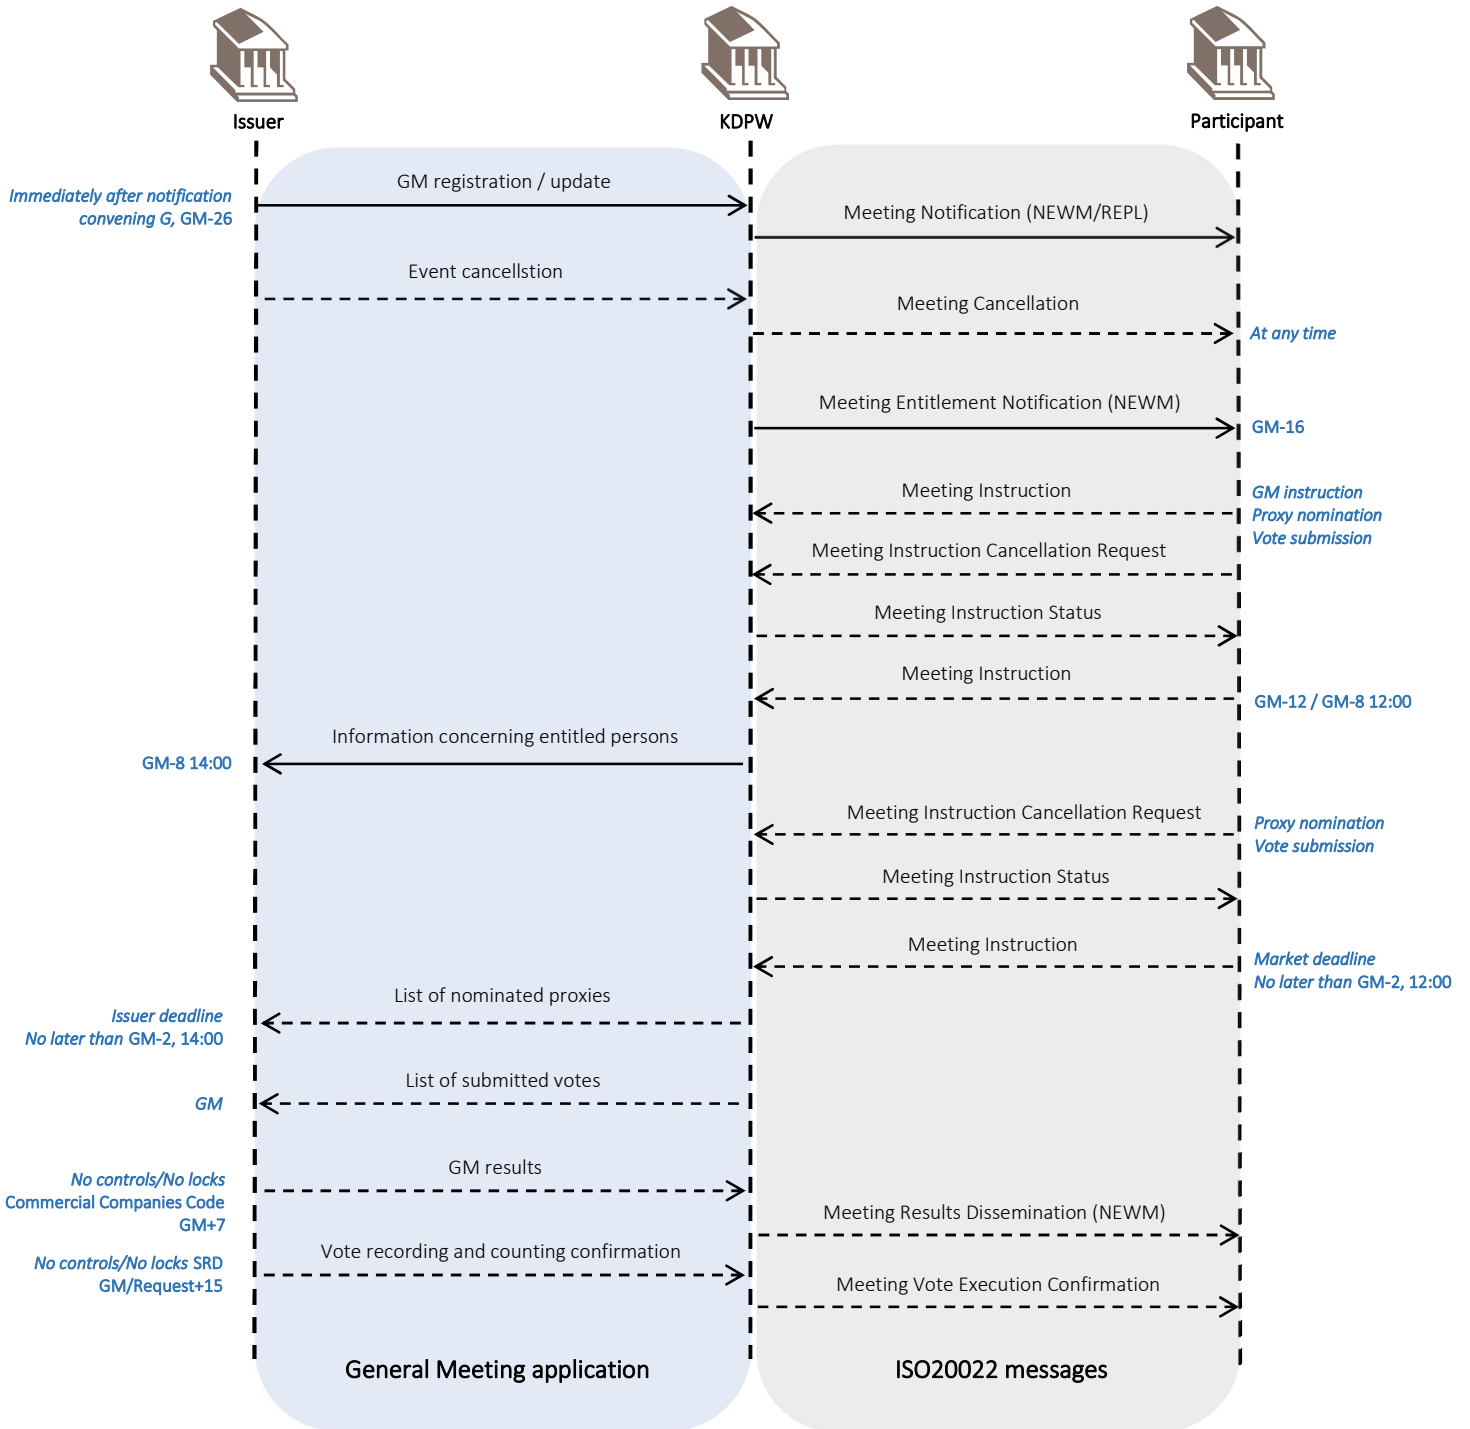 Issuer
KDPW
Participant
GM registration / update
Immediately after notification
convening G, GM-26
Meeting Notification (NEWM/REPL)
Event cancellstion
Meeting Cancellation
At any time
Meeting Entitlement Notification (NEWM)
GM-16
Meeting Instruction
GM instruction
Proxy nomination
Vote submission
Meeting Instruction Cancellation Request
Meeting Instruction Status
Meeting Instruction
GM-12 / GM-8 12:00
Information concerning entitled persons
GM-8 14:00
Meeting Instruction Cancellation Request
Proxy nomination
Vote submission
Meeting Instruction Status
Meeting Instruction
Market deadline
No later than GM-2, 12:00
List of nominated proxies
Issuer deadline
No later than GM-2, 14:00
List of submitted votes
GM
GM results
No controls/No locks
Commercial Companies Code
GM+7
Meeting Results Dissemination (NEWM)
Vote recording and counting confirmation
No controls/No locks SRD
GM/Request+15
Meeting Vote Execution Confirmation
General Meeting application
ISO20022 messages